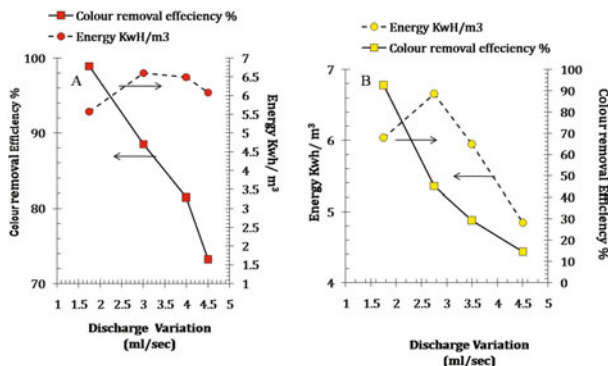 Colour removal effeciency %
Energy KwH/m3
A
100
90
80
70
Colour removal Efficiency %
7
6.5
6
5.5
5
4.5
4
3.5
3
2.5
2
1.5
1
Energy Kwh/ m³
1 1.5 2 2.5 3 3.5 4 4.5 5
Discharge Variation
(ml/sec)
Energy KwH/m3
Colour removal effeciency %
B
7
6
5
4
Energy Kwh/ m³
100
90
80
70
60
50
40
30
20
10
0
Colour removal Efficiency %
1 1.5 2 2.5 3 3.5 4 4.5 5
Discharge Variation
(ml/sec)